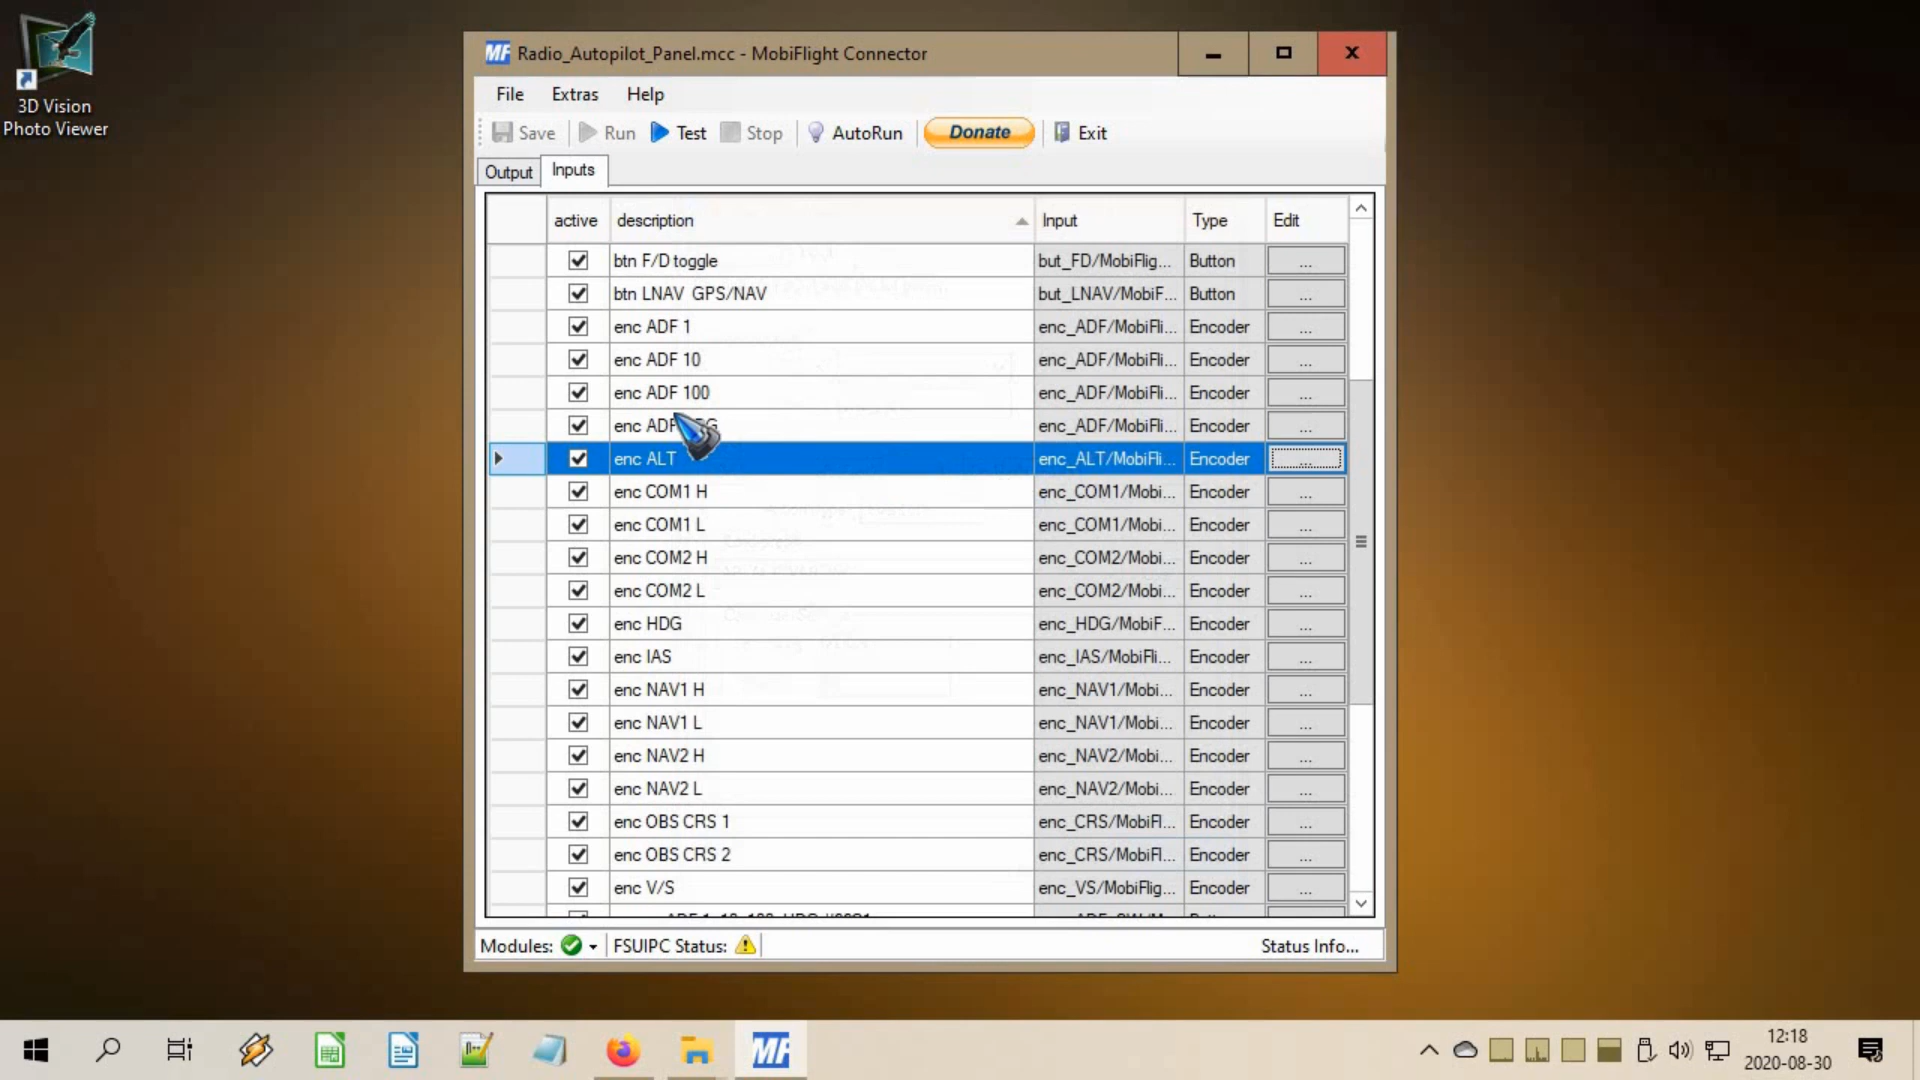 3D Vision
Photo Viewer
MF Radio_Autopilot_Panel.mcc - MobiFlight Connector
File Extras Help
Save Run Test Stop AutoRun Donate Exit
Output Inputs
active description Input Type Edit
btn F/D toggle but_FD/MobiFlig... Button ...
btn LNAV GPS/NAV but_LNAV/MobiF... Button ...
enc ADF 1 enc_ADF/MobiFli... Encoder ...
enc ADF 10 enc_ADF/MobiFli... Encoder ...
enc ADF 100 enc_ADF/MobiFli... Encoder ...
enc ADF enc_ADF/MobiFli... Encoder ...
enc ALT enc_ALT/MobiFli... Encoder ...
enc COM1 H enc_COM1/Mobi... Encoder ...
enc COM1 L enc_COM1/Mobi... Encoder ...
enc COM2 H enc_COM2/Mobi... Encoder ...
enc COM2 L enc_COM2/Mobi... Encoder ...
enc HDG enc_HDG/MobiF... Encoder ...
enc IAS enc_IAS/MobiFli... Encoder ...
enc NAV1 H enc_NAV1/Mobi... Encoder ...
enc NAV1 L enc_NAV1/Mobi... Encoder ...
enc NAV2 H enc_NAV2/Mobi... Encoder ...
enc NAV2 L enc_NAV2/Mobi... Encoder ...
enc OBS CRS 1 enc_CRS/MobiFl... Encoder ...
enc OBS CRS 2 enc_CRS/MobiFl... Encoder ...
enc V/S enc_VS/MobiFlig... Encoder ...
Modules: FSUIPC Status: Status Info...
MF
12:18
2020-08-30